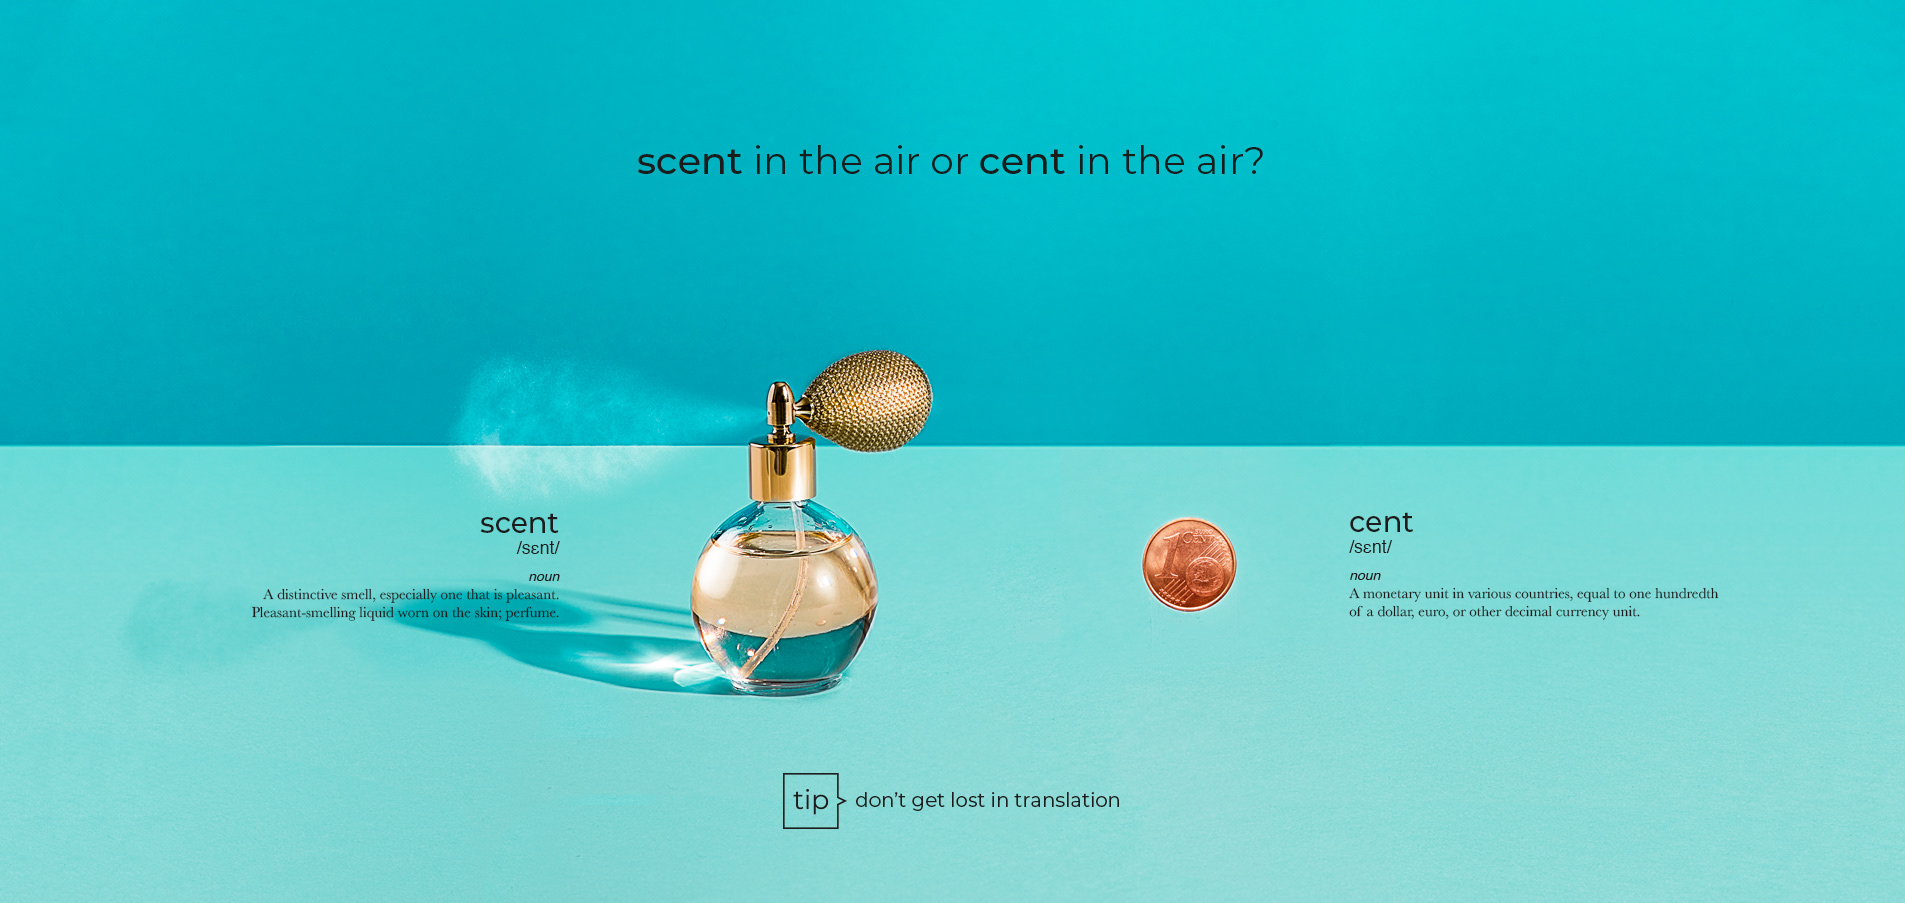 scent in the air or cent in the air?
scent
/sɛnt/
noun
A distinctive smell, especially one that is pleasant.
Pleasant-smelling liquid worn on the skin; perfume.
1
CENT
cent
/sɛnt/
noun
A monetary unit in various countries, equal to one hundredth
of a dollar, euro, or other decimal currency unit.
tip
don’t get lost in translation